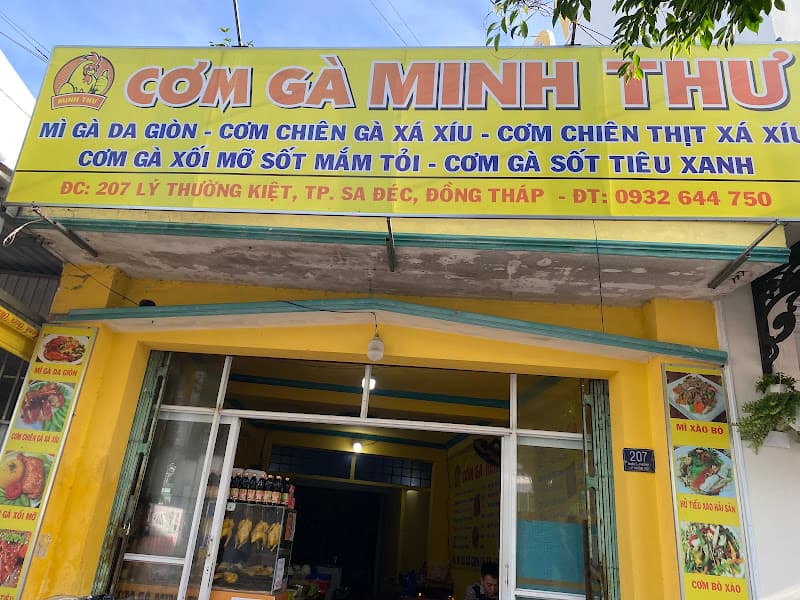 MINH THƯ
CƠM GÀ MINH THƯ
MÌ GÀ DA GIÒN - CƠM CHIÊN GÀ XÁ XÍU - CƠM CHIÊN THỊT XÁ XÍU
CƠM GÀ XỐI MỠ SỐT MẮM TỎI - CƠM GÀ SỐT TIÊU XANH
ĐC: 207 LÝ THƯỜNG KIỆT, TP. SA ĐÉC, ĐỒNG THÁP - ĐT: 0932 644 750
MÌ GÀ DA GIÒN
CƠM CHIÊN GÀ XÁ XÍU
GÀ XỐI MỠ
TIÊU
CƠM GÀ
207
MÌ XÀO BÒ
HỦ TIẾU XÀO HẢI SẢN
CƠM BÒ XÀO